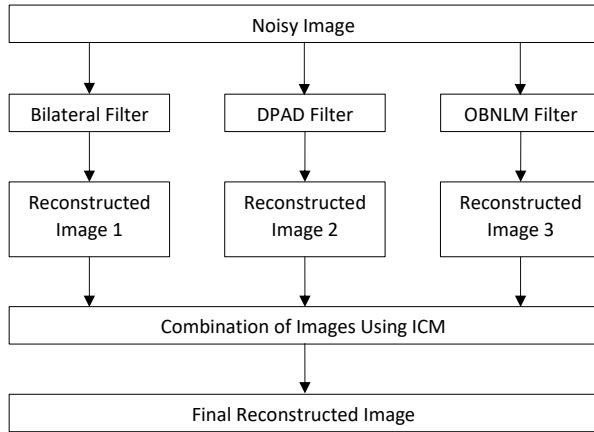 Noisy Image
Bilateral Filter
DPAD Filter
OBNLM Filter
Reconstructed
Image 1
Reconstructed
Image 2
Reconstructed
Image 3
Combination of Images Using ICM
Final Reconstructed Image